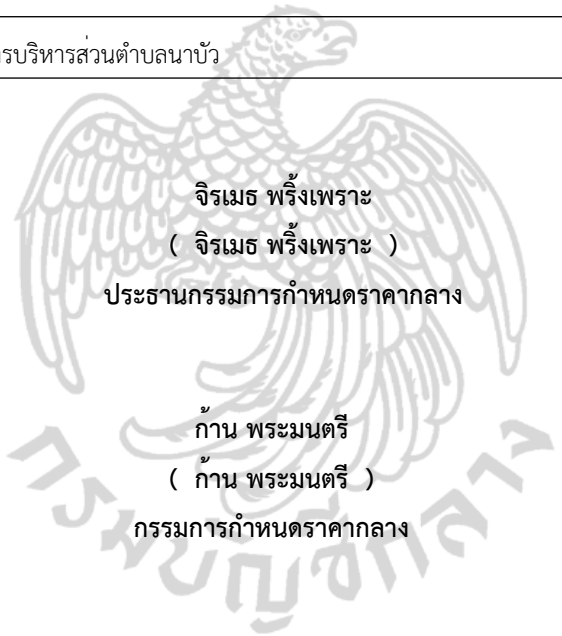 รบริหารส่วนตำบลนาบัว
จิรเมธ พริ้งเพราะ
( จิรเมธ พริ้งเพราะ )
ประธานกรรมการกำหนดราคากลาง
ก้าน พระมนตรี
( ก้าน พระมนตรี )
กรรมการกำหนดราคากลาง
กรมบัญชีกลาง